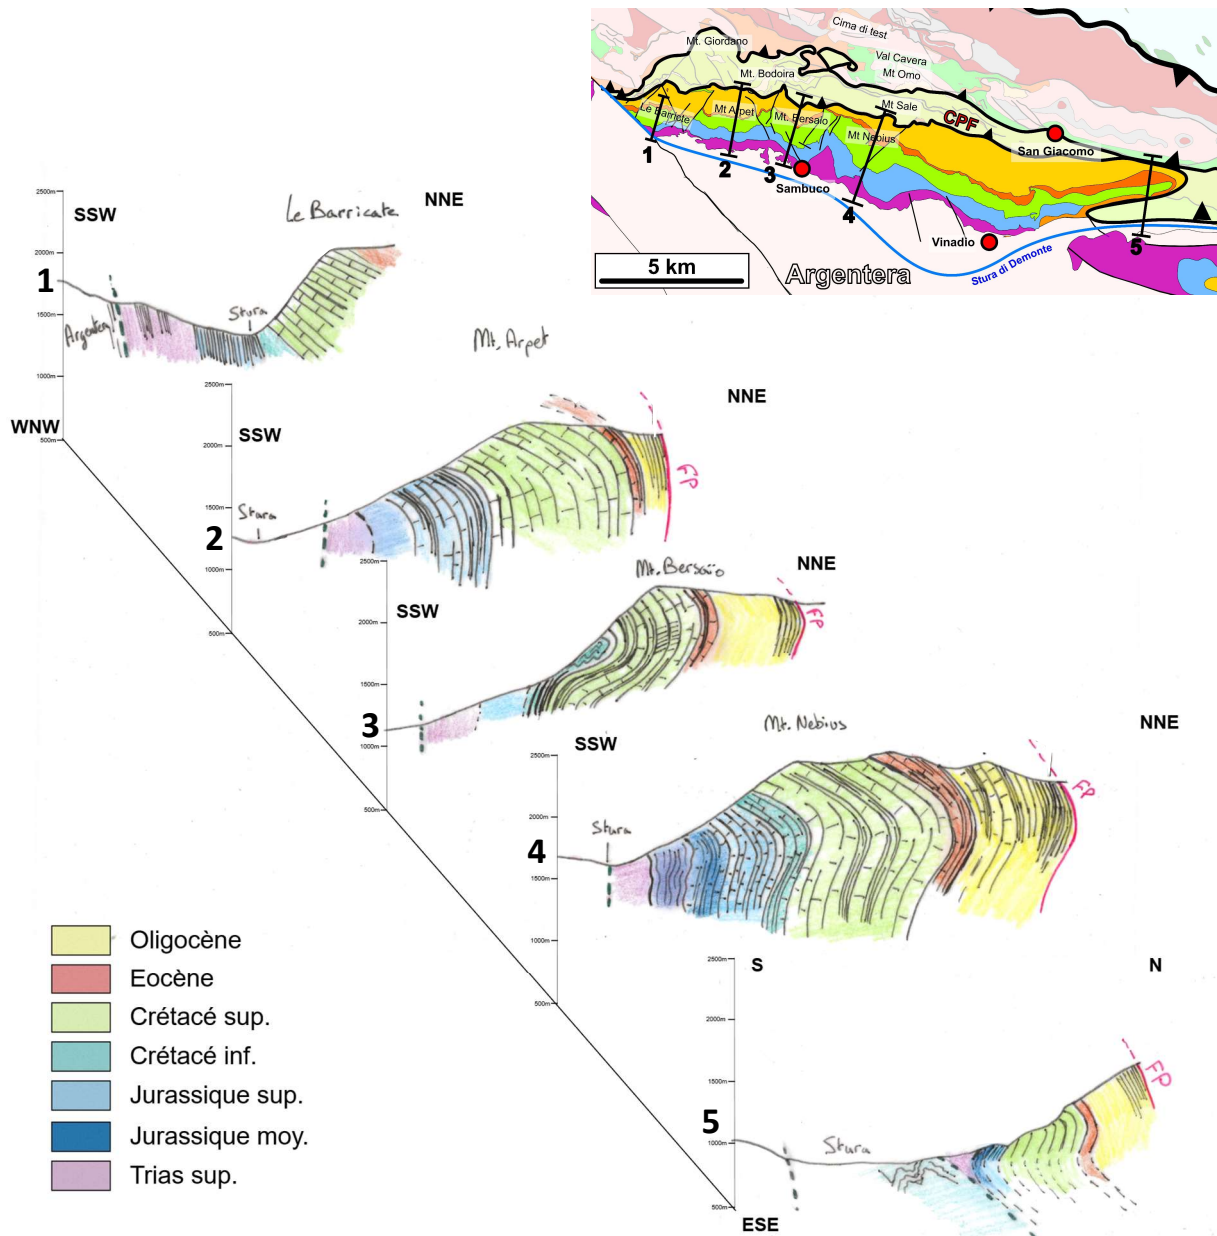 Cima di test
Mt. Giordano
Val Cavera
Mt. Bodoira
Mt Omo
Le Barricte
Mt Arpet
Mt. Bersaio
Mt Sale
CPF
Mt Nebius
San Giacomo
1
2
3
Sambuco
4
Vinadio
5
5 km
Argentera
Stura di Demonte
2500m
SSW
Le Barricate
NNE
2000m
1
1500m
Argentera
Stura
1000m
WNW
500m
Mt. Arpet
2500m
NNE
SSW
2000m
1500m
Stura
FP
2
1000m
500m
2500m
Mt. Bersaïo
NNE
SSW
2000m
FP
1500m
3
1000m
500m
Mt. Nebius
NNE
SSW
2500m
FP
2000m
Stura
4
1500m
1000m
500m
2500m
S
N
2000m
1500m
FP
5
1000m
Stura
500m
ESE
Oligocène
Eocène
Crétacé sup.
Crétacé inf.
Jurassique sup.
Jurassique moy.
Trias sup.